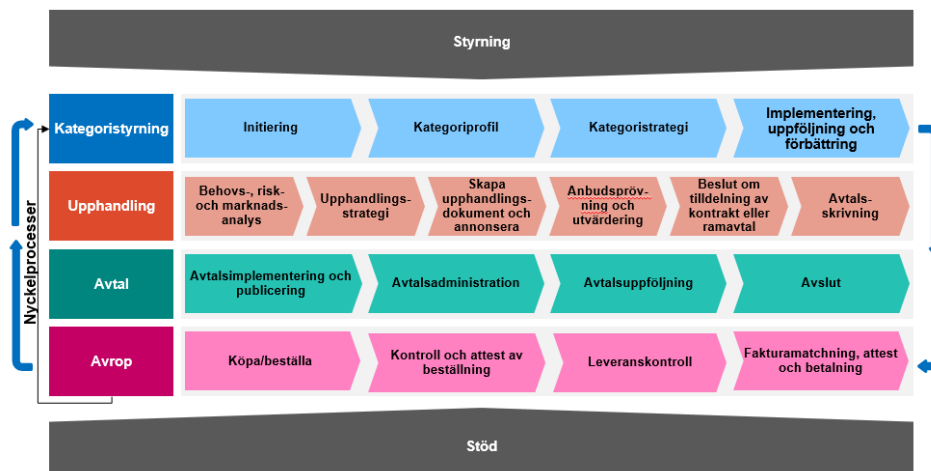 Styrning
Nyckelprocesser
Kategoristyrning
Initiering
Kategoriprofil
Kategoristrategi
Implementering,
uppföljning och
förbättring
Upphandling
Behovs-, risk-
och marknads-
analys
Upphandlings-
strategi
Skapa
upphandlings-
dokument och
annonsera
Anbudspröv-
ning och
utvärdering
Beslut om
tilldelning av
kontrakt eller
ramavtal
Avtals-
skrivning
Avtal
Avtalsimplementering och
publicering
Avtalsadministration
Avtalsuppföljning
Avslut
Avrop
Köpa/beställa
Kontroll och attest av
beställning
Leveranskontroll
Fakturamatchning, attest
och betalning
Stöd